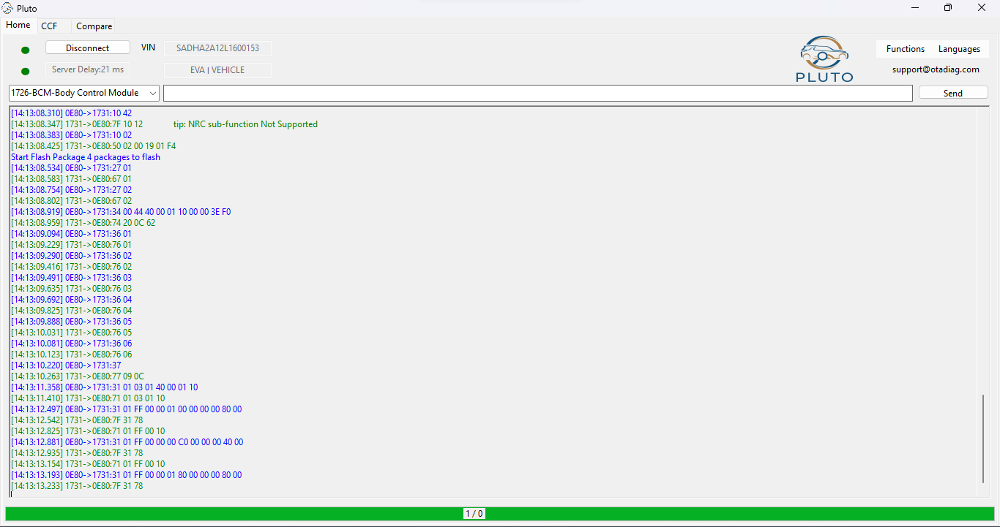 Pluto
Home CCF Compare
Disconnect VIN SADHA2A12L1600153
Server Delay:21 ms EVA | VEHICLE
PLUTO
Functions Languages
support@otadiag.com
1726-BCM-Body Control Module Send
[14:13:08.310] 0E80->1731:10 42
[14:13:08.347] 1731->0E80:7F 10 12 tip: NRC sub-function Not Supported
[14:13:08.383] 0E80->1731:10 02
[14:13:08.425] 1731->0E80:50 02 00 19 01 F4
Start Flash Package 4 packages to flash
[14:13:08.534] 0E80->1731:27 01
[14:13:08.583] 1731->0E80:67 01
[14:13:08.754] 0E80->1731:27 02
[14:13:08.802] 1731->0E80:67 02
[14:13:08.919] 0E80->1731:34 00 44 40 00 01 10 00 00 3E F0
[14:13:08.959] 1731->0E80:74 20 0C 62
[14:13:09.094] 0E80->1731:36 01
[14:13:09.229] 1731->0E80:76 01
[14:13:09.290] 0E80->1731:36 02
[14:13:09.416] 1731->0E80:76 02
[14:13:09.491] 0E80->1731:36 03
[14:13:09.635] 1731->0E80:76 03
[14:13:09.692] 0E80->1731:36 04
[14:13:09.825] 1731->0E80:76 04
[14:13:09.888] 0E80->1731:36 05
[14:13:10.031] 1731->0E80:76 05
[14:13:10.081] 0E80->1731:36 06
[14:13:10.123] 1731->0E80:76 06
[14:13:10.220] 0E80->1731:37
[14:13:10.263] 1731->0E80:77 09 0C
[14:13:11.358] 0E80->1731:31 01 03 01 40 00 01 10
[14:13:11.410] 1731->0E80:71 01 03 01 10
[14:13:12.497] 0E80->1731:31 01 FF 00 00 01 00 00 00 00 80 00
[14:13:12.542] 1731->0E80:7F 31 78
[14:13:12.825] 1731->0E80:71 01 FF 00 10
[14:13:12.881] 0E80->1731:31 01 FF 00 00 00 C0 00 00 00 40 00
[14:13:12.935] 1731->0E80:7F 31 78
[14:13:13.154] 1731->0E80:71 01 FF 00 10
[14:13:13.193] 0E80->1731:31 01 FF 00 00 01 80 00 00 00 80 00
[14:13:13.233] 1731->0E80:7F 31 78
1 / 0